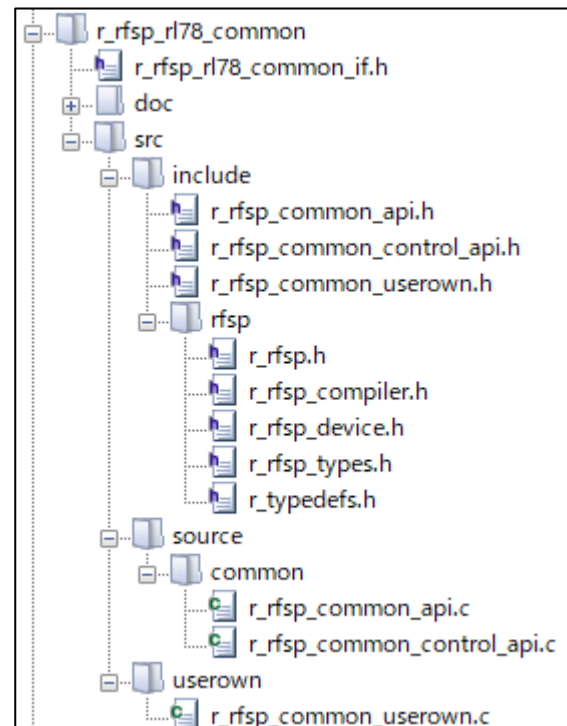 r_rfsp_rl78_common
r_rfsp_rl78_common_if.h
doc
src
include
r_rfsp_common_api.h
r_rfsp_common_control_api.h
r_rfsp_common_userown.h
rfsp
r_rfsp.h
r_rfsp_compiler.h
r_rfsp_device.h
r_rfsp_types.h
r_typedefs.h
source
common
r_rfsp_common_api.c
r_rfsp_common_control_api.c
userown
r_rfsp_common_userown.c